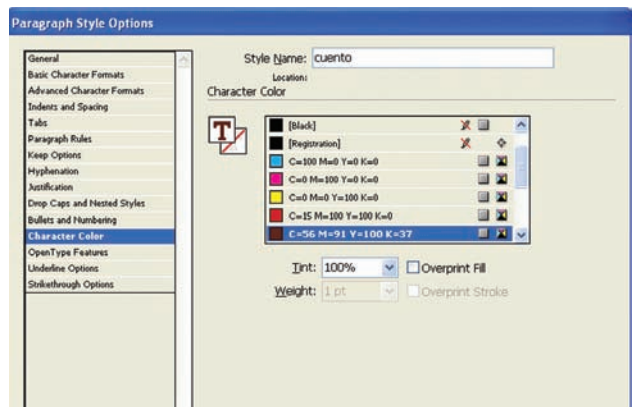 Paragraph Style Options
General
Basic Character Formats
Advanced Character Formats
Indents and Spacing
Tabs
Paragraph Rules
Keep Options
Hyphenation
Justification
Drop Caps and Nested Styles
Bullets and Numbering
Character Color
OpenType Features
Underline Options
Strikethrough Options
Style Name: cuento
Location:
Character Color
T
[Black]
[Registration]
C=100 M=0 Y=0 K=0
C=0 M=100 Y=0 K=0
C=0 M=0 Y=100 K=0
C=15 M=100 Y=100 K=0
C=56 M=91 Y=100 K=37
Tint: 100% Overprint Fill
Weight: 1 pt Overprint Stroke